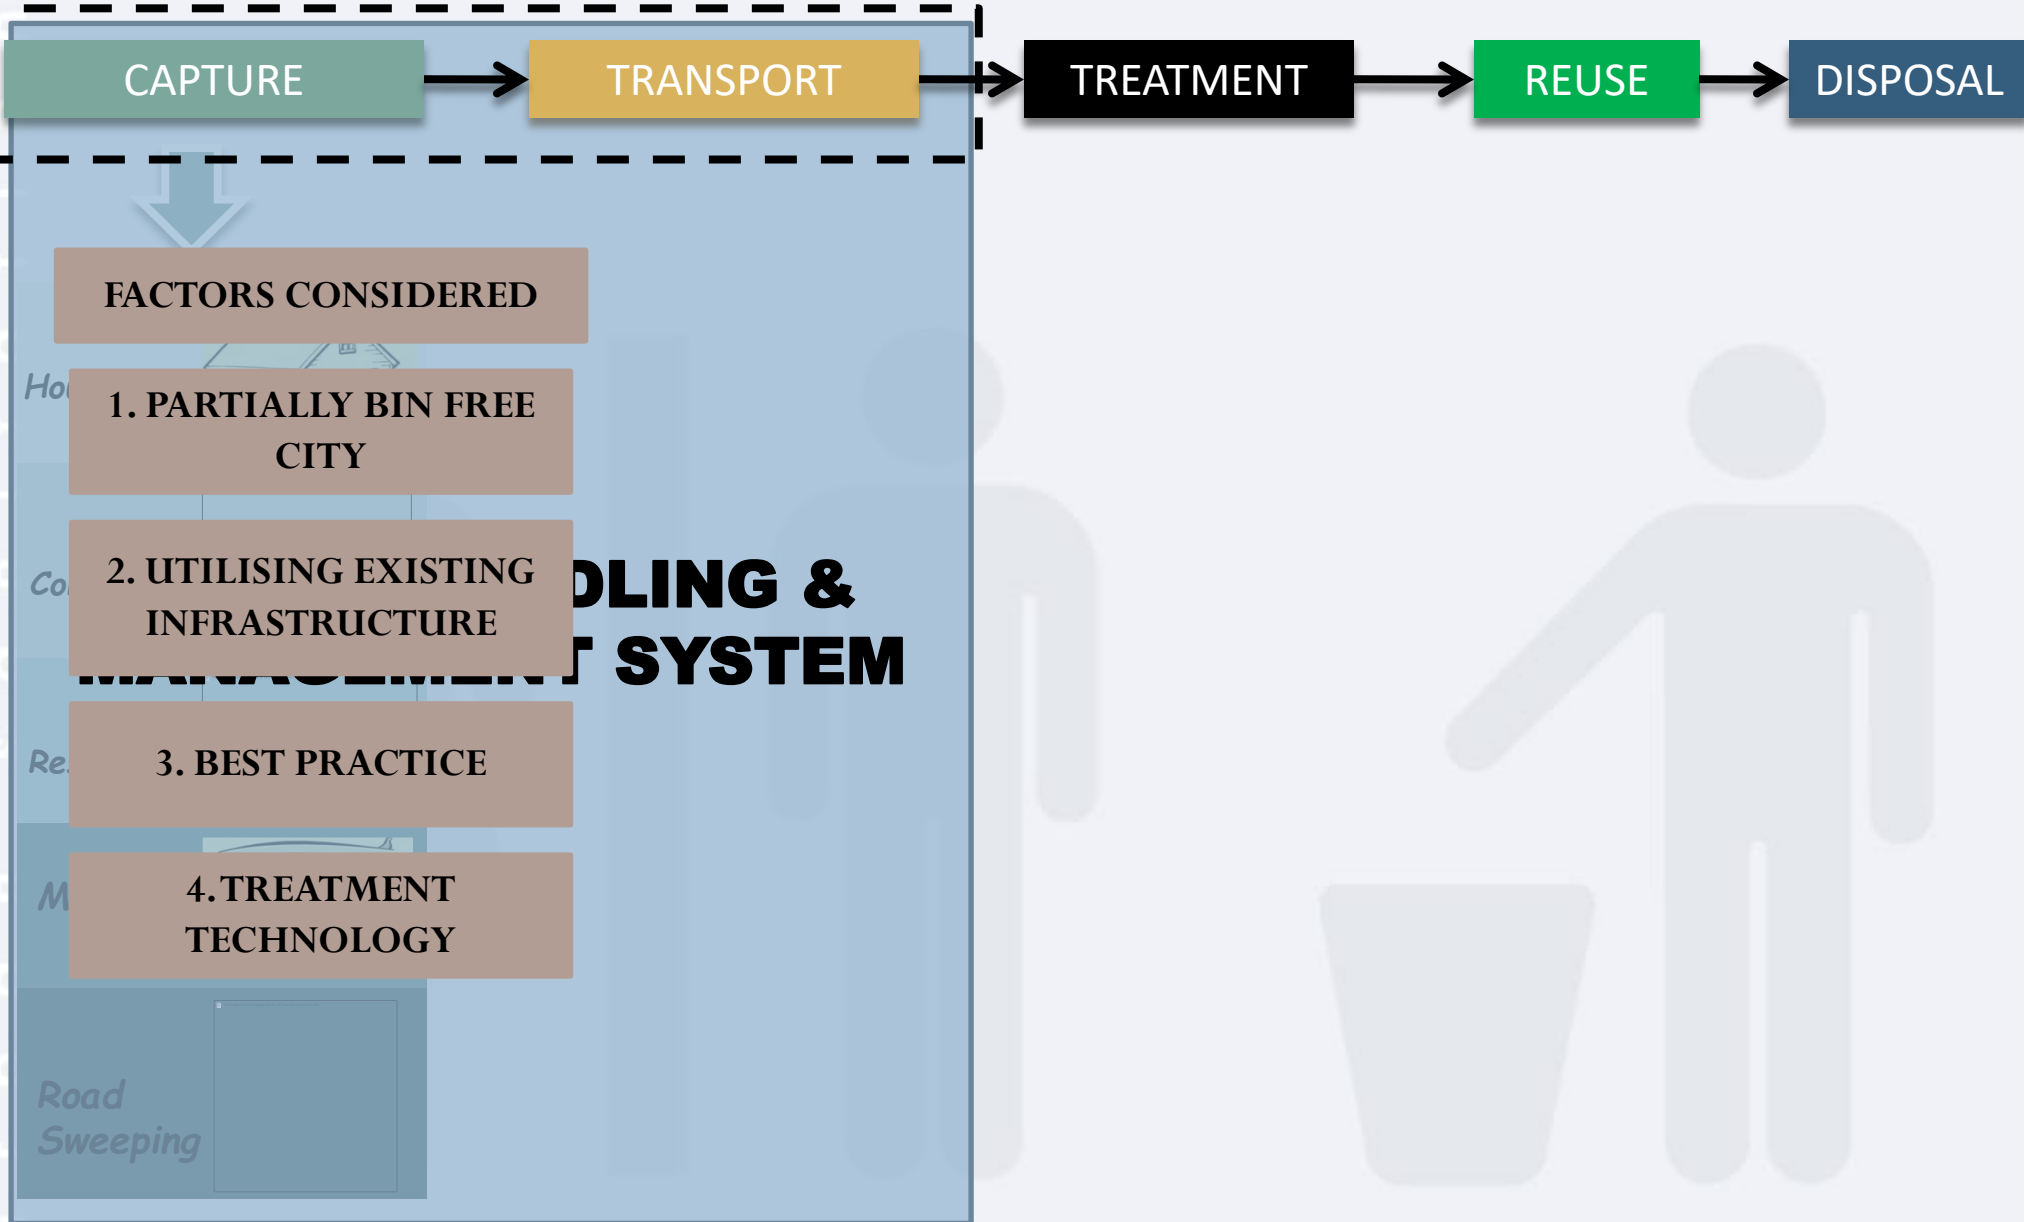 CAPTURE
TRANSPORT
TREATMENT
REUSE
DISPOSAL
FACTORS CONSIDERED
1. PARTIALLY BIN FREE
CITY
2. UTILISING EXISTING
INFRASTRUCTURE
DLING &
MANAGEMENT SYSTEM
3. BEST PRACTICE
4. TREATMENT
TECHNOLOGY
Road
Sweeping